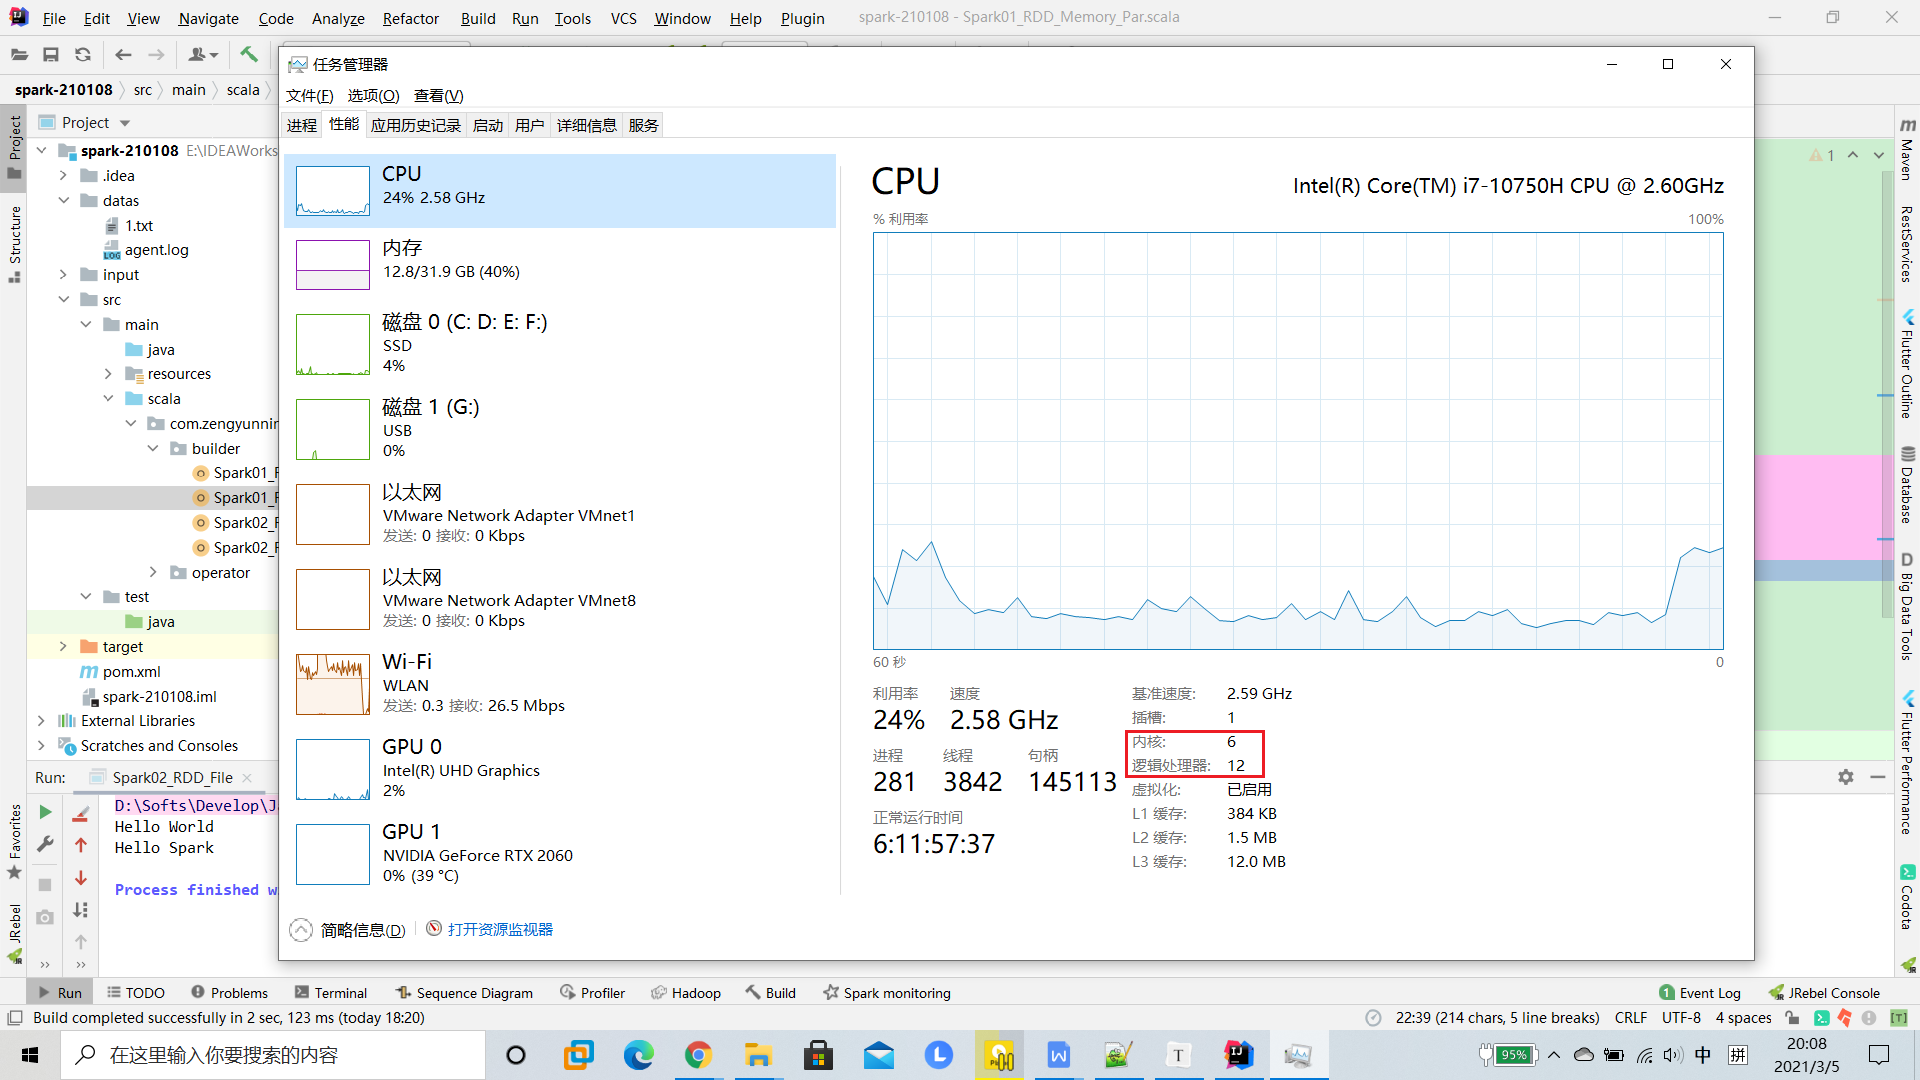 File Edit View Navigate Code Analyze Refactor Build Run Tools VCS Window Help Plugin spark-210108 - Spark01_RDD_Memory_Par.scala
spark-210108 src main scala
Project
spark-210108 E:\IDEAWorks
.idea
datas
1.txt
agent.log
input
src
main
java
resources
scala
com.zengyunnin
builder
Spark01_F
Spark01_F
Spark02_F
Spark02_F
operator
test
java
target
pom.xml
spark-210108.iml
External Libraries
Scratches and Consoles
Project
Structure
Favorites
JRebel
任务管理器
文件(F) 选项(O) 查看(V)
进程 性能 应用历史记录 启动 用户 详细信息 服务
CPU
24% 2.58 GHz
内存
12.8/31.9 GB (40%)
磁盘 0 (C: D: E: F:)
SSD
4%
磁盘 1 (G:)
USB
0%
以太网
VMware Network Adapter VMnet1
发送: 0 接收: 0 Kbps
以太网
VMware Network Adapter VMnet8
发送: 0 接收: 0 Kbps
Wi-Fi
WLAN
发送: 0.3 接收: 26.5 Mbps
GPU 0
Intel(R) UHD Graphics
2%
GPU 1
NVIDIA GeForce RTX 2060
0% (39 °C)
CPU Intel(R) Core(TM) i7-10750H CPU @ 2.60GHz
% 利用率 100%
60 秒 0
利用率 速度
24% 2.58 GHz
进程 线程 句柄
281 3842 145113
正常运行时间
6:11:57:37
基准速度: 2.59 GHz
插槽: 1
内核: 6
逻辑处理器: 12
虚拟化: 已启用
L1 缓存: 384 KB
L2 缓存: 1.5 MB
L3 缓存: 12.0 MB
简略信息(D) 打开资源监视器
1
m
Maven
RestServices
Flutter Outline
Database
D
Big Data Tools
Flutter Performance
Codota
Run: Spark02_RDD_File
D:\Softs\Develop\J
Hello World
Hello Spark
Process finished w
Run TODO Problems Terminal Sequence Diagram Profiler Hadoop Build Spark monitoring 1 Event Log JRebel Console
Build completed successfully in 2 sec, 123 ms (today 18:20) 22:39 (214 chars, 5 line breaks) CRLF UTF-8 4 spaces [T]
在这里输入你要搜索的内容
95% 中 拼
20:08
2021/3/5